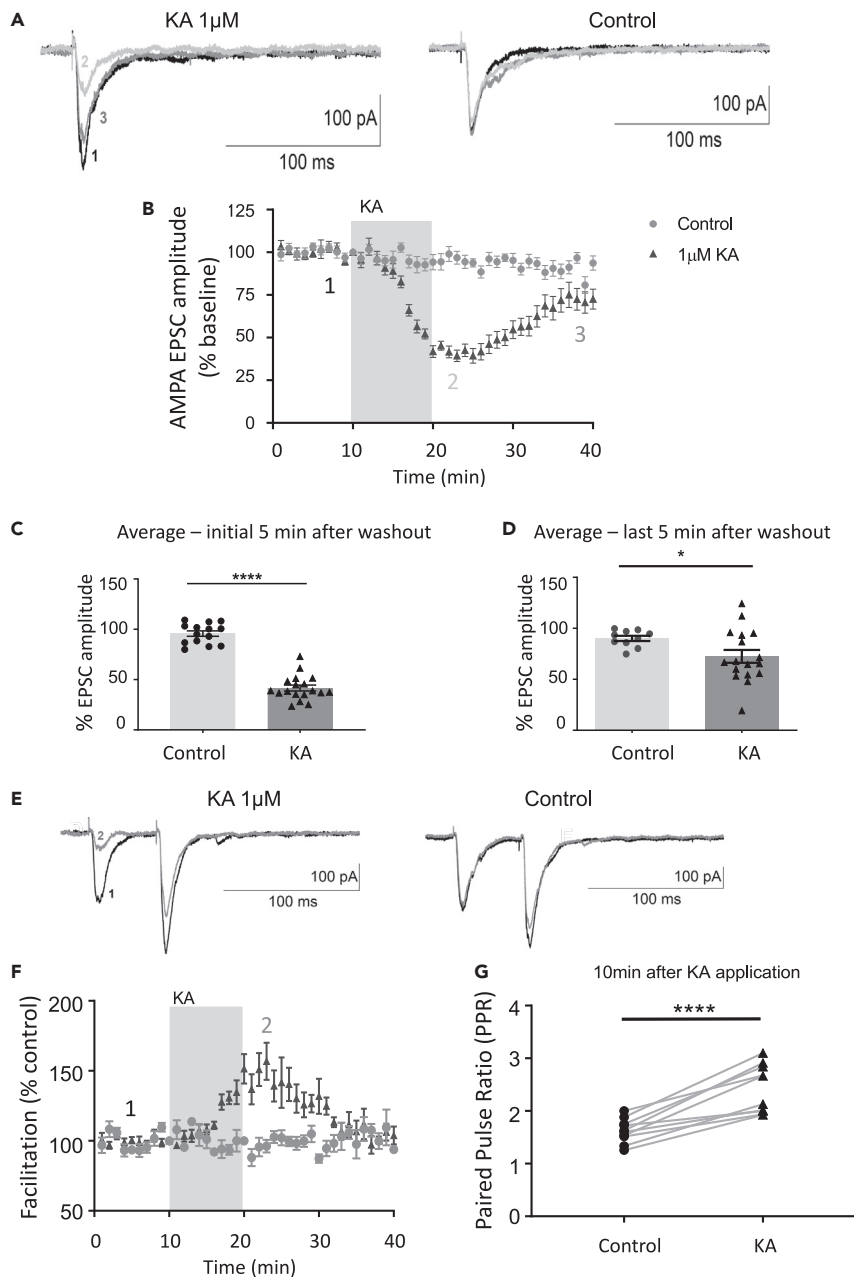 A
KA 1µM
Control
2
3
1
100 pA
100 ms
100 pA
100 ms
B
KA
AMPA EPSC amplitude
(% baseline)
125
100
75
50
25
0
1
2
3
0 10 20 30 40
Time (min)
Control
1µM KA
C
Average – initial 5 min after washout
****
% EPSC amplitude
150
100
50
0
Control KA
D
Average – last 5 min after washout
*
% EPSC amplitude
150
100
50
0
Control KA
E
KA 1µM
Control
2
1
100 pA
100 ms
100 pA
100 ms
F
KA
Facilitation (% control)
200
150
100
50
1
2
0 10 20 30 40
Time (min)
G
10min after KA application
****
Paired Pulse Ratio (PPR)
4
3
2
1
0
Control KA